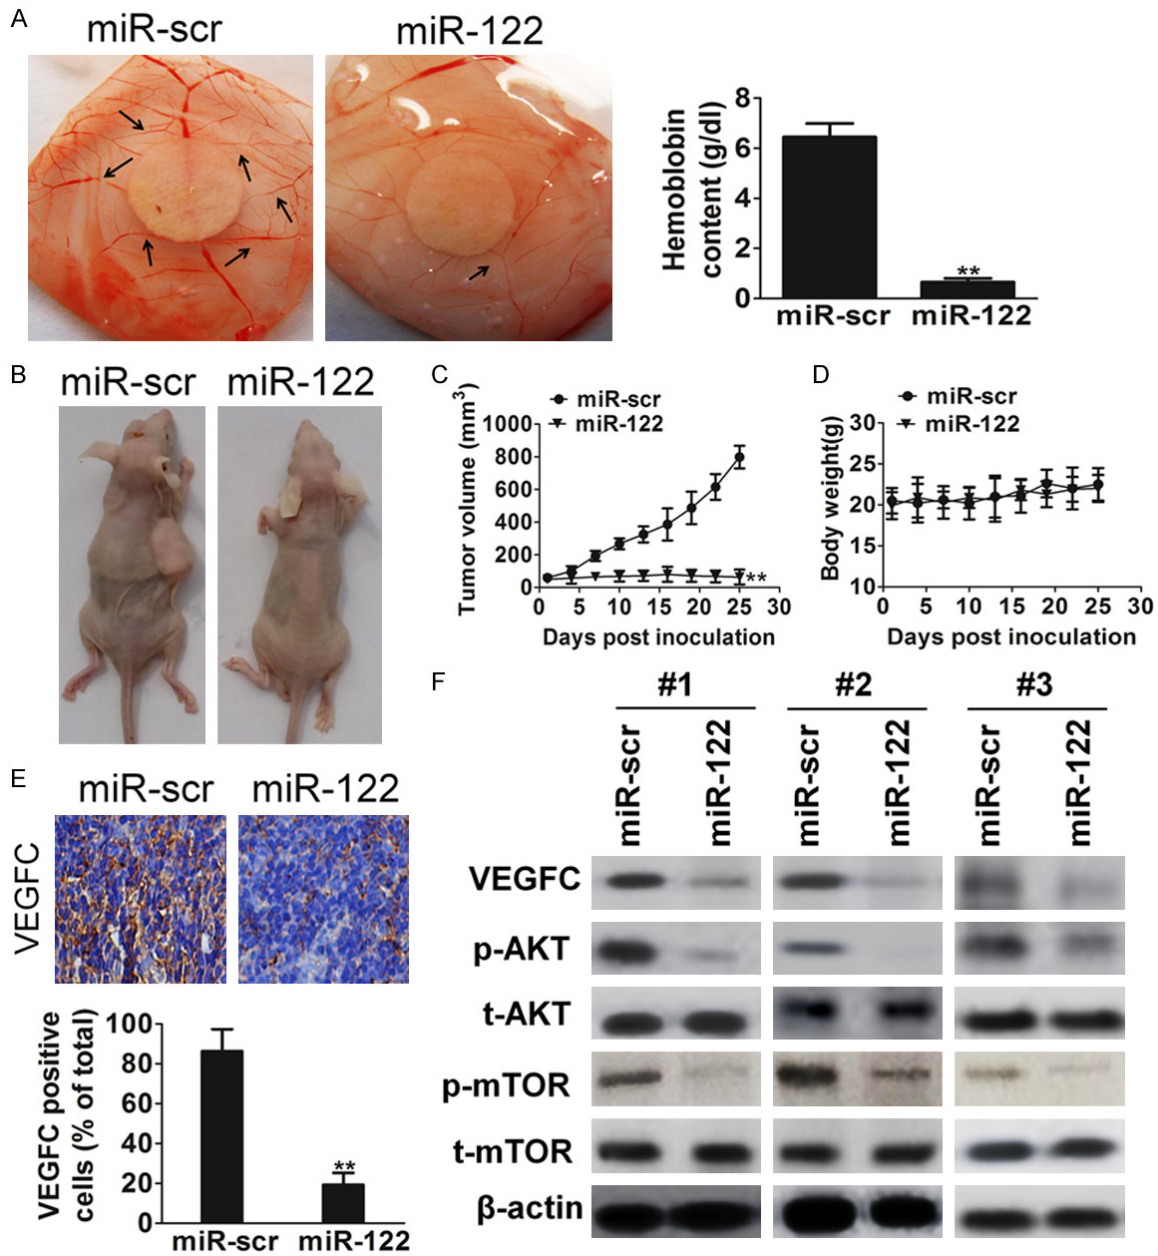 A
miR-scr
miR-122
Hemoblobin
content (g/dl)
8
6
4
2
0
**
miR-scr
miR-122
B
miR-scr
miR-122
C
miR-scr
miR-122
Tumor volume (mm³)
1000
800
600
400
200
0
**
0 5 10 15 20 25 30
Days post inoculation
D
miR-scr
miR-122
Body weight(g)
30
25
20
15
10
0 5 10 15 20 25 30
Days post inoculation
E
miR-scr
miR-122
VEGFC
VEGFC positive
cells (% of total)
100
80
60
40
20
0
**
miR-scr
miR-122
F
#1
#2
#3
miR-scr
miR-122
miR-scr
miR-122
miR-scr
miR-122
VEGFC
p-AKT
t-AKT
p-mTOR
t-mTOR
β-actin